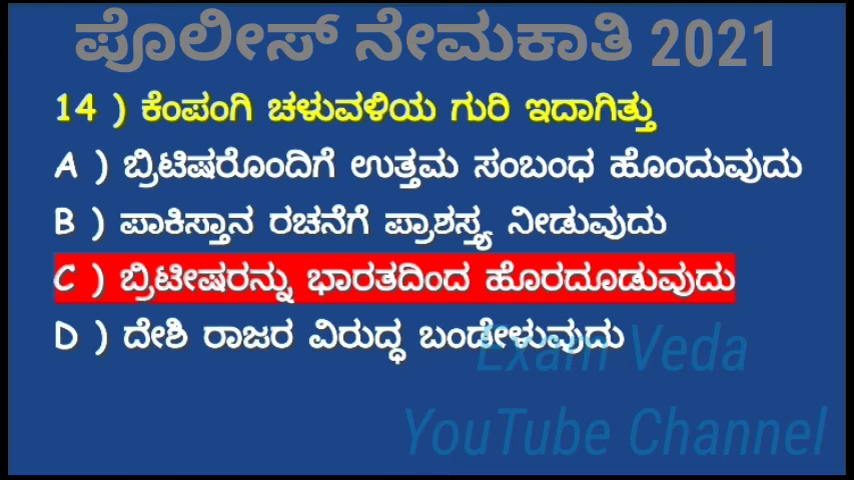 ಪೊಲೀಸ್ ನೇಮಕಾತಿ 2021
14 ) ಕೆಂಪಂಗಿ ಚಳುವಳಿಯ ಗುರಿ ಇದಾಗಿತ್ತು
A ) ಬ್ರಿಟಿಷರೊಂದಿಗೆ ಉತ್ತಮ ಸಂಬಂಧ ಹೊಂದುವುದು
B ) ಪಾಕಿಸ್ತಾನ ರಚನೆಗೆ ಪ್ರಾಶಸ್ತ್ಯ ನೀಡುವುದು
C ) ಬ್ರಿಟೀಷರನ್ನು ಭಾರತದಿಂದ ಹೊರದೂಡುವುದು
D ) ದೇಶಿ ರಾಜರ ವಿರುದ್ಧ ಬಂಡೇಳುವುದು
Exam Veda
YouTube Channel